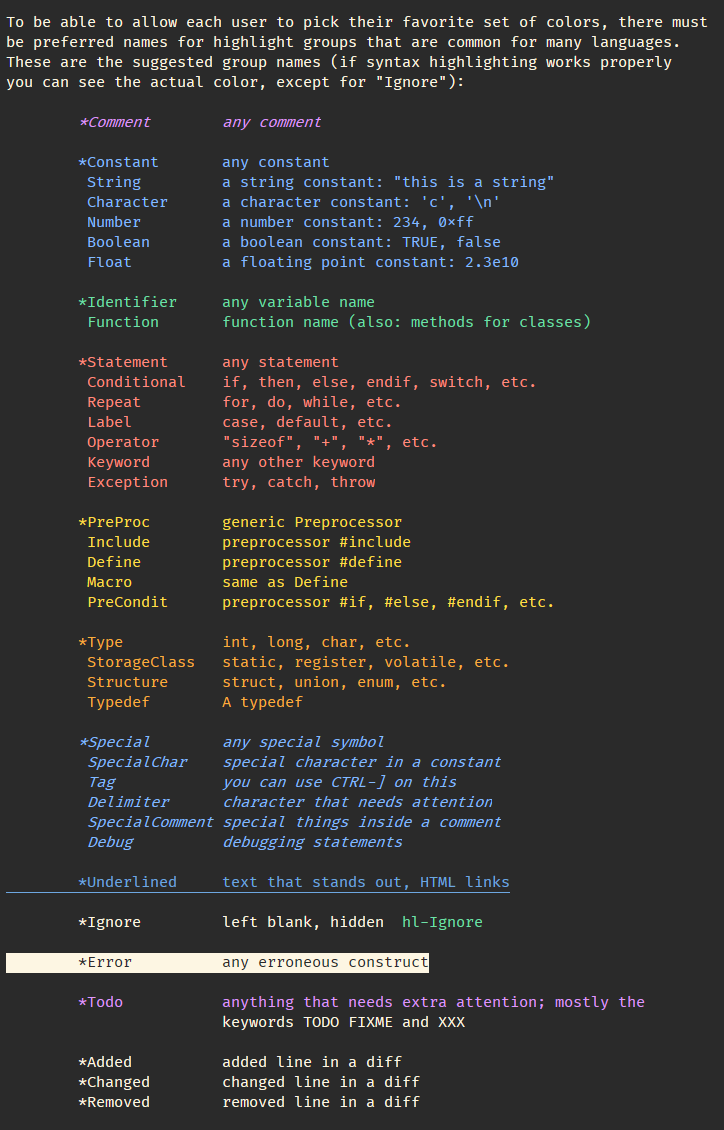 To be able to allow each user to pick their favorite set of colors, there must
be preferred names for highlight groups that are common for many languages.
These are the suggested group names (if syntax highlighting works properly
you can see the actual color, except for "Ignore"):
*Comment any comment
*Constant any constant
String a string constant: "this is a string"
Character a character constant: 'c', '\n'
Number a number constant: 234, 0xff
Boolean a boolean constant: TRUE, false
Float a floating point constant: 2.3e10
*Identifier any variable name
Function function name (also: methods for classes)
*Statement any statement
Conditional if, then, else, endif, switch, etc.
Repeat for, do, while, etc.
Label case, default, etc.
Operator "sizeof", "+", "*", etc.
Keyword any other keyword
Exception try, catch, throw
*PreProc generic Preprocessor
Include preprocessor #include
Define preprocessor #define
Macro same as Define
PreCondit preprocessor #if, #else, #endif, etc.
*Type int, long, char, etc.
StorageClass static, register, volatile, etc.
Structure struct, union, enum, etc.
Typedef A typedef
*Special any special symbol
SpecialChar special character in a constant
Tag you can use CTRL-] on this
Delimiter character that needs attention
SpecialComment special things inside a comment
Debug debugging statements
*Underlined text that stands out, HTML links
*Ignore left blank, hidden hl-Ignore
*Error any erroneous construct
*Todo anything that needs extra attention; mostly the
keywords TODO FIXME and XXX
*Added added line in a diff
*Changed changed line in a diff
*Removed removed line in a diff